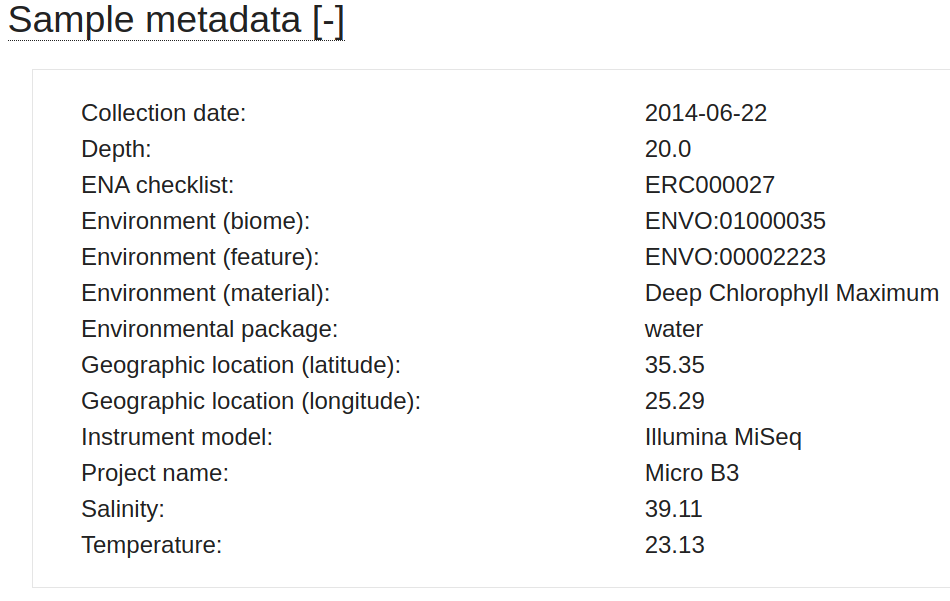 Sample metadata [-]
Collection date: 2014-06-22
Depth: 20.0
ENA checklist: ERC000027
Environment (biome): ENVO:01000035
Environment (feature): ENVO:00002223
Environment (material): Deep Chlorophyll Maximum
Environmental package: water
Geographic location (latitude): 35.35
Geographic location (longitude): 25.29
Instrument model: Illumina MiSeq
Project name: Micro B3
Salinity: 39.11
Temperature: 23.13